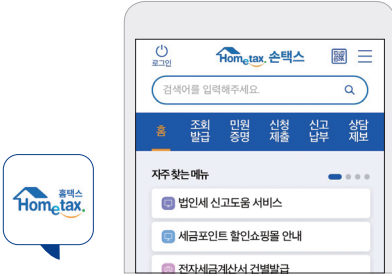 로그인
Hometax. 손택스
검색어를 입력해주세요.
홈
조회
발급
민원
증명
신청
제출
신고
납부
상담
제보
자주 찾는 메뉴
법인세 신고도움 서비스
세금포인트 할인쇼핑몰 안내
전자세금계산서 건별발급
홈택스
Hometax.